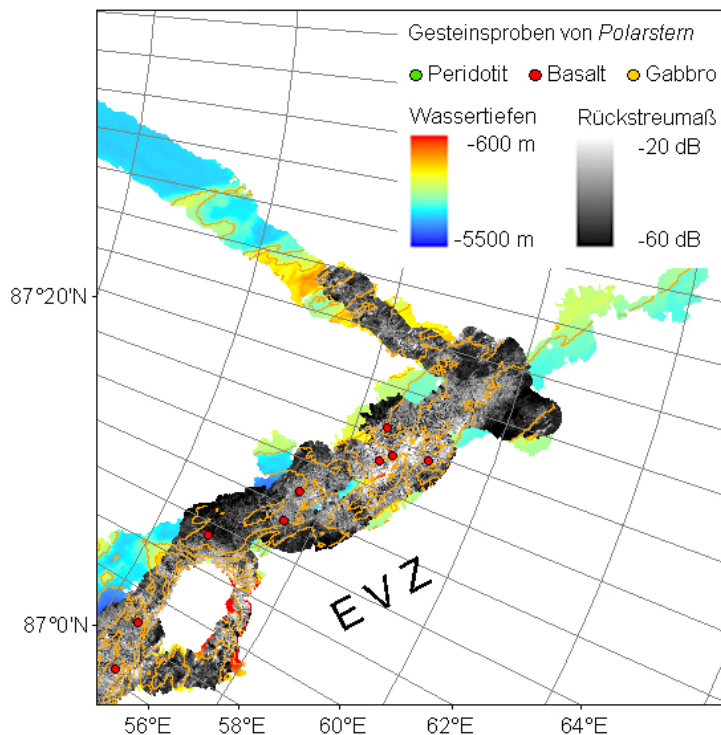 Gesteinsproben von Polarstern
Peridotit Basalt Gabbro
Wassertiefen Rückstreumaß
-600 m -20 dB
-5500 m -60 dB
87°20'N
EVZ
87°0'N
56°E 58°E 60°E 62°E 64°E